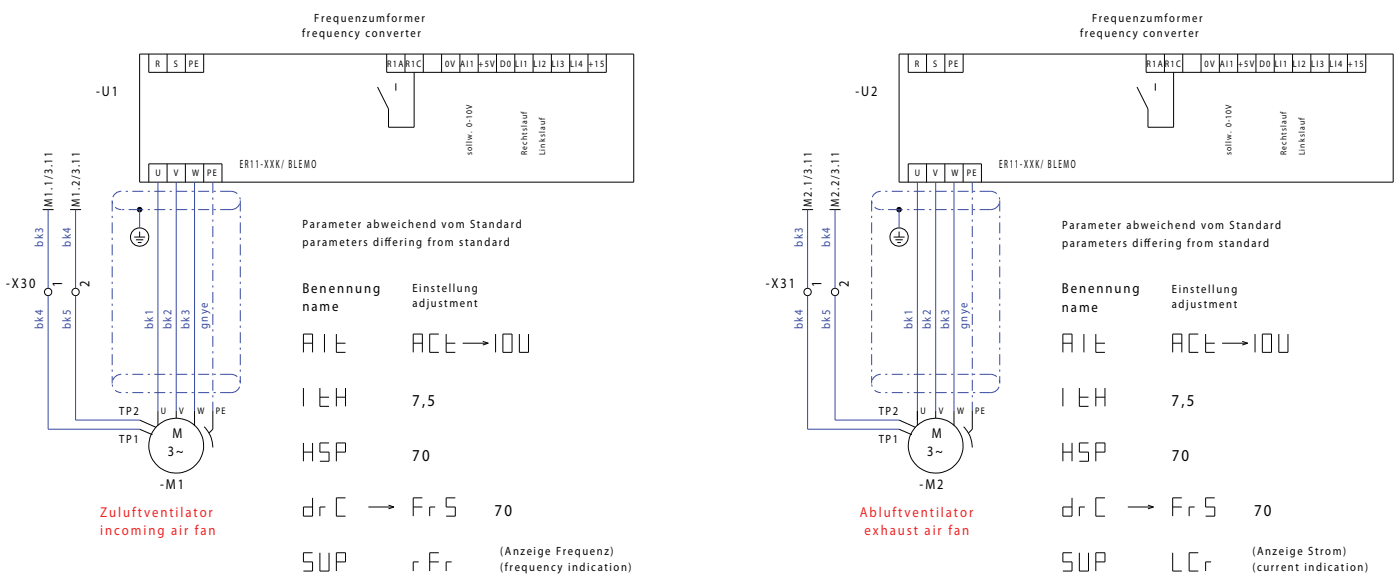 Frequenzumformer
frequency converter
R S PE
R1A R1C 0V AI1 +5V D0 LI1 LI2 LI3 LI4 +15
-U1
sollw. 0-10V
Rechtslauf
Linkslauf
ER11-XXK/ BLEMO
U V W PE
M1.1/3.11
M1.2/3.11
bk3
bk4
-X30
1
2
bk4
bk5
bk1
bk2
bk3
gnye
Parameter abweichend vom Standard
parameters differing from standard
Benennung
name
Einstellung
adjustment
AIt ACt 10U
ItH 7,5
HSP 70
drC FrS 70
SUP rFr
(Anzeige Frequenz)
(frequency indication)
TP2
TP1
U V W PE
M
3~
-M1
Zuluftventilator
incoming air fan
Frequenzumformer
frequency converter
R S PE
R1A R1C 0V AI1 +5V D0 LI1 LI2 LI3 LI4 +15
-U2
sollw. 0-10V
Rechtslauf
Linkslauf
ER11-XXK/ BLEMO
U V W PE
M2.1/3.11
M2.2/3.11
bk3
bk4
-X31
1
2
bk4
bk5
bk1
bk2
bk3
gnye
Parameter abweichend vom Standard
parameters differing from standard
Benennung
name
Einstellung
adjustment
AIt ACt 10U
ItH 7,5
HSP 70
drC FrS 70
SUP LCr
(Anzeige Strom)
(current indication)
TP2
TP1
U V W PE
M
3~
-M2
Abluftventilator
exhaust air fan